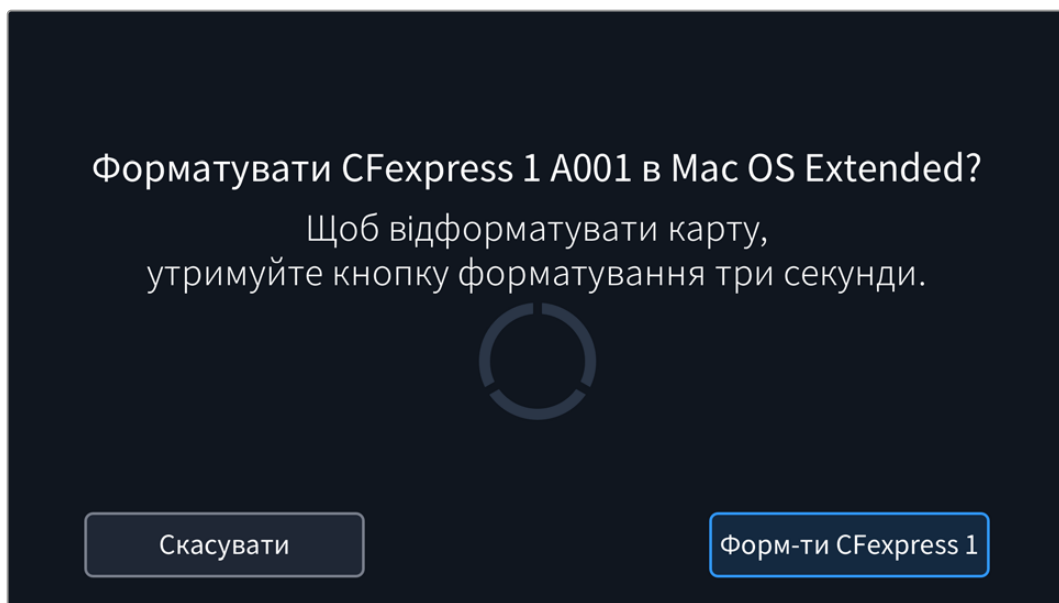 Форматувати CFexpress 1 A001 в Mac OS Extended?
Щоб відформатувати карту,
утримуйте кнопку форматування три секунди.
Скасувати
Форм-ти CFexpress 1